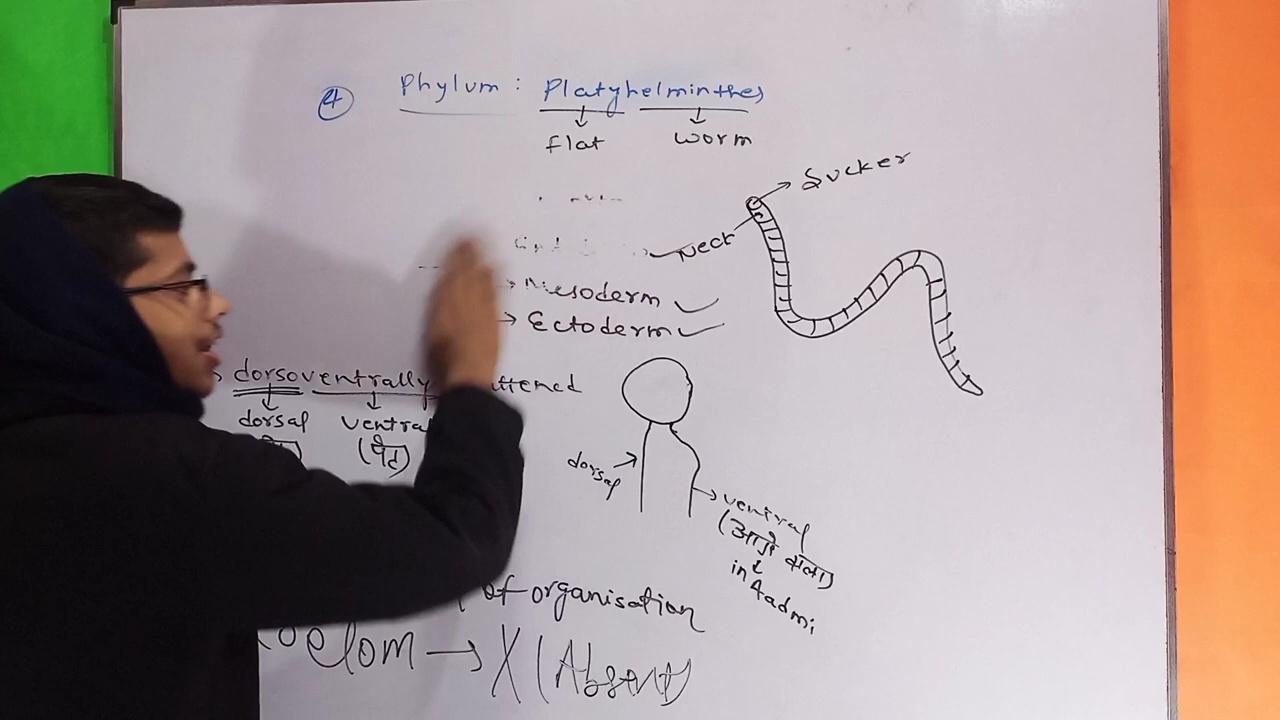 4 Phylum : Platyhelminthes
flat worm
Sucker
Neck
Mesoderm
Ectoderm
dorsoventrally
dorsal ventral
(पेट)
dorsal
ventral
(आगे वाला)
in Aadmi
of organisation
Coelom → X (Absent)